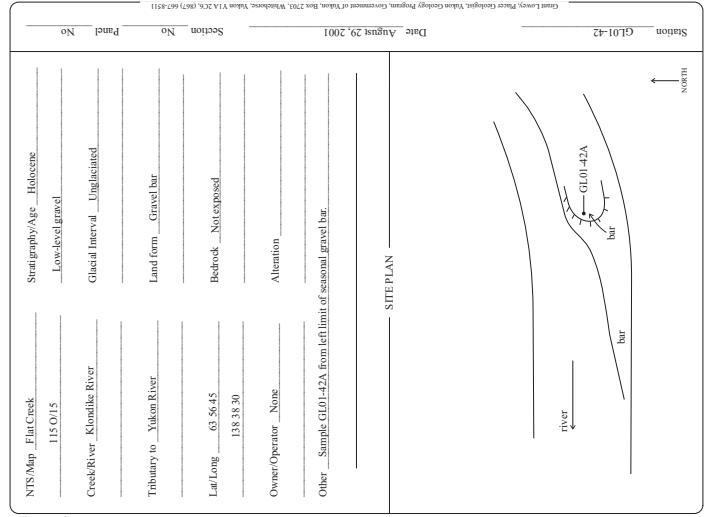 Station GL01-42 Date August 29, 2001 Section No Panel No
NTS/Map Flat Creek Stratigraphy/Age Holocene
115 O/15 Low-level gravel
Creek/River Klondike River Glacial Interval Unglaciated
Tributary to Yukon River Land form Gravel bar
Lat/Long 63 56 45 Bedrock Not exposed
138 38 30
Owner/Operator None Alteration
Other Sample GL01-42A from left limit of seasonal gravel bar.
SITE PLAN
river
bar
bar
GL01-42A
NORTH
Grant Lowey, Placer Geologist, Yukon Geology Program, Government of Yukon, Box 2703, Whitehorse, Yukon Y1A 2C6, (867) 667-8511